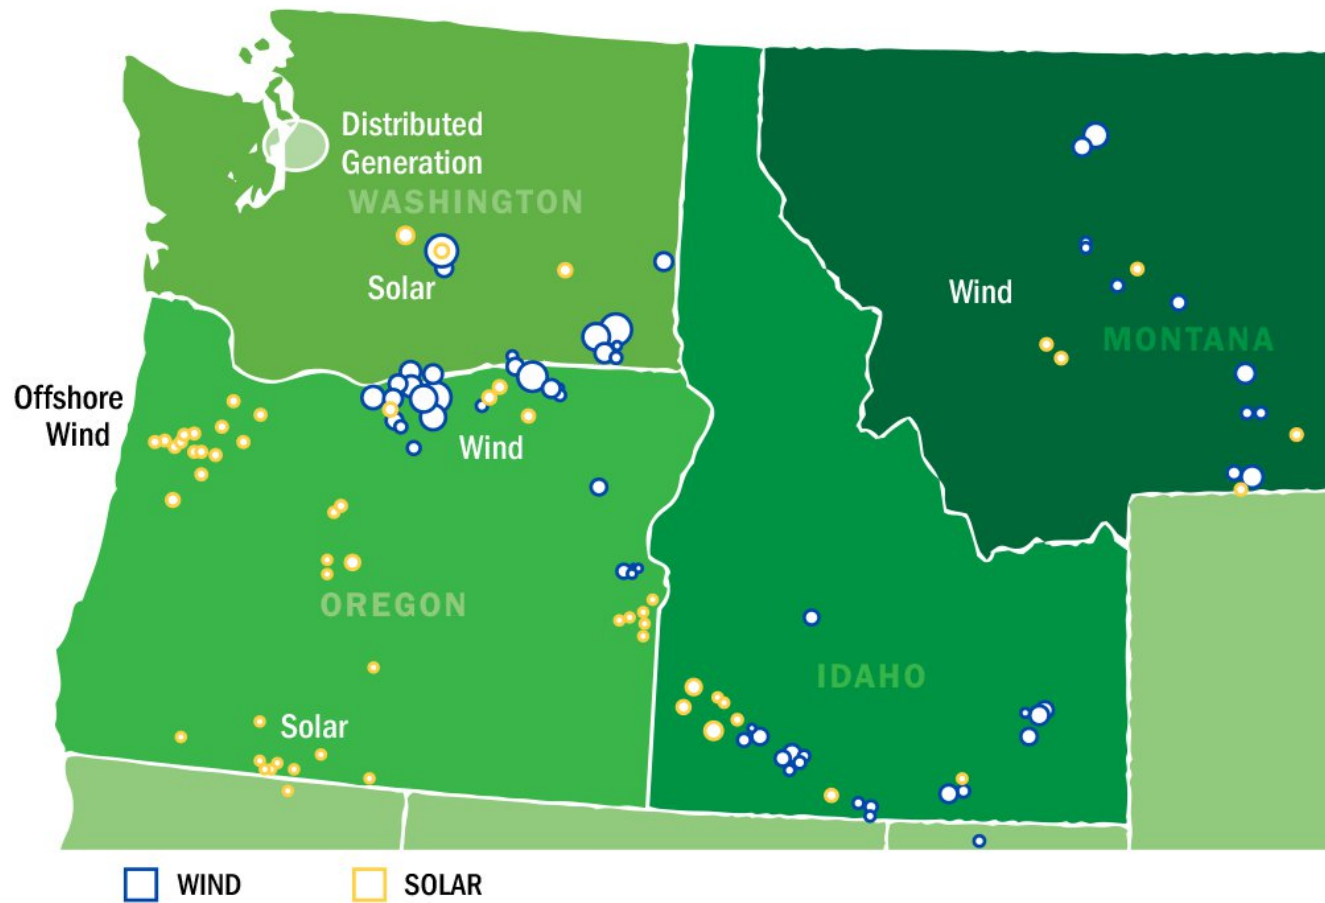 Distributed
Generation
WASHINGTON
Solar
Wind
MONTANA
Offshore
Wind
Wind
OREGON
IDAHO
Solar
WIND
SOLAR